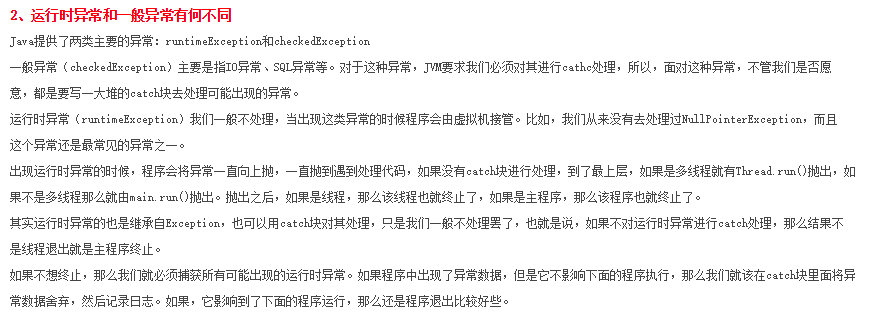 2、运行时异常和一般异常有何不同
Java提供了两类主要的异常：runtimeException和checkedException
一般异常（checkedException）主要是指IO异常、SQL异常等。对于这种异常，JVM要求我们必须对其进行cathc处理，所以，面对这种异常，不管我们是否愿
意，都是要写一大堆的catch块去处理可能出现的异常。
运行时异常（runtimeException）我们一般不处理，当出现这类异常的时候程序会由虚拟机接管。比如，我们从来没有去处理过NullPointerException，而且
这个异常还是最常见的异常之一。
出现运行时异常的时候，程序会将异常一直向上抛，一直抛到遇到处理代码，如果没有catch块进行处理，到了最上层，如果是多线程就有Thread.run()抛出，如
果不是多线程那么就由main.run()抛出。抛出之后，如果是线程，那么该线程也就终止了，如果是主程序，那么该程序也就终止了。
其实运行时异常的也是继承自Exception，也可以用catch块对其处理，只是我们一般不处理罢了，也就是说，如果不对运行时异常进行catch处理，那么结果不
是线程退出就是主程序终止。
如果不想终止，那么我们就必须捕获所有可能出现的运行时异常。如果程序中出现了异常数据，但是它不影响下面的程序执行，那么我们就该在catch块里面将异
常数据舍弃，然后记录日志。如果，它影响到了下面的程序运行，那么还是程序退出比较好些。